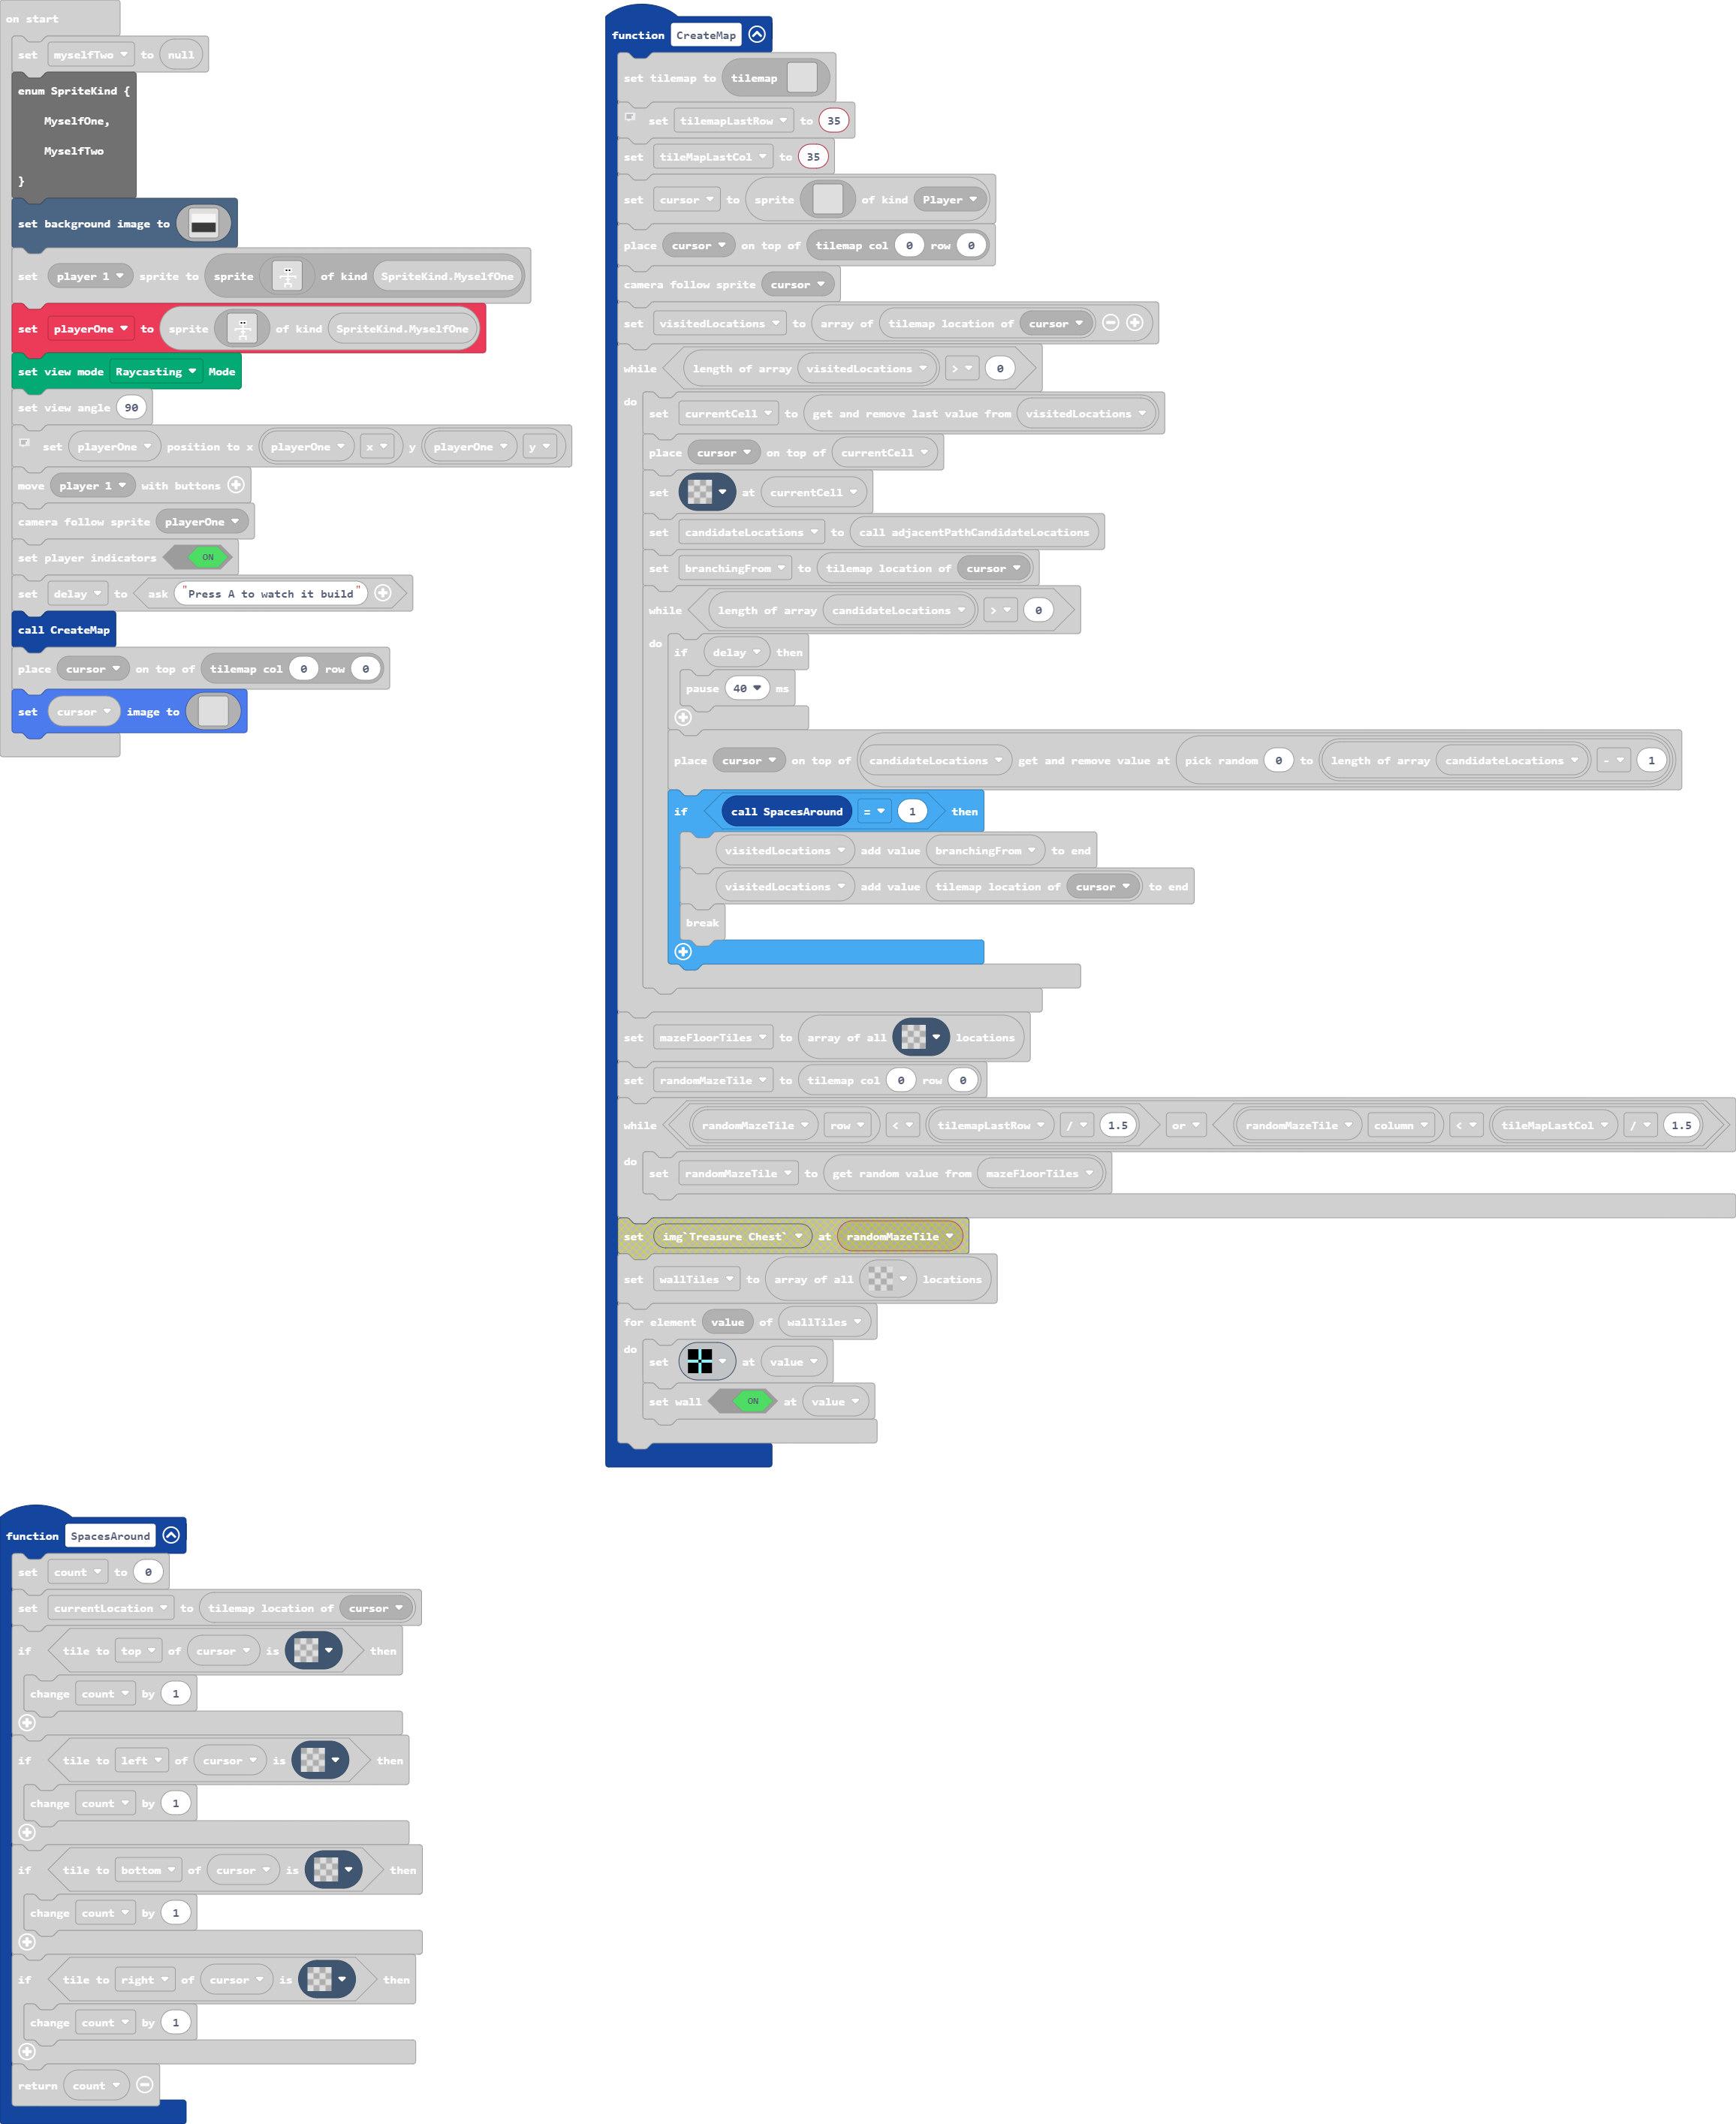 on start
set myselfTwo to null
enum SpriteKind {
MyselfOne,
MyselfTwo
}
set background image to
set player 1 sprite to sprite of kind SpriteKind.MyselfOne
set playerOne to sprite of kind SpriteKind.MyselfOne
set view mode Raycasting Mode
set view angle 90
set playerOne position to x playerOne x y playerOne y
move player 1 with buttons
camera follow sprite playerOne
set player indicators ON
set delay to ask "Press A to watch it build"
call CreateMap
place cursor on top of tilemap col 0 row 0
set cursor image to
function CreateMap
set tilemap to tilemap
set tilemapLastRow to 35
set tileMapLastCol to 35
set cursor to sprite of kind Player
place cursor on top of tilemap col 0 row 0
camera follow sprite cursor
set visitedLocations to array of tilemap location of cursor
while length of array visitedLocations > 0
do set currentCell to get and remove last value from visitedLocations
place cursor on top of currentCell
set at currentCell
set candidateLocations to call adjacentPathCandidateLocations
set branchingFrom to tilemap location of cursor
while length of array candidateLocations > 0
do if delay then
pause 40 ms
place cursor on top of candidateLocations get and remove value at pick random 0 to length of array candidateLocations - 1
if call SpacesAround = 1 then
visitedLocations add value branchingFrom to end
visitedLocations add value tilemap location of cursor to end
break
set mazeFloorTiles to array of all locations
set randomMazeTile to tilemap col 0 row 0
while randomMazeTile row < tilemapLastRow / 1.5 or randomMazeTile column < tileMapLastCol / 1.5
do set randomMazeTile to get random value from mazeFloorTiles
set img`Treasure Chest` at randomMazeTile
set wallTiles to array of all locations
for element value of wallTiles
do set at value
set wall ON at value
function SpacesAround
set count to 0
set currentLocation to tilemap location of cursor
if tile to top of cursor is then
change count by 1
if tile to left of cursor is then
change count by 1
if tile to bottom of cursor is then
change count by 1
if tile to right of cursor is then
change count by 1
return count